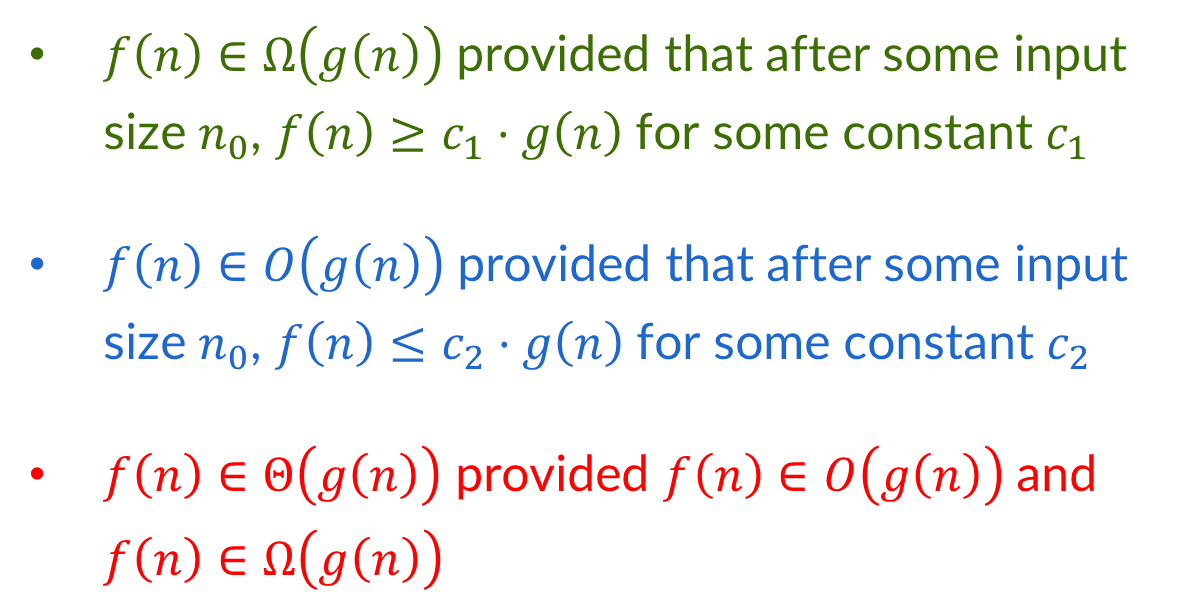 • f(n) ∈ Ω(g(n)) provided that after some input
size n₀, f(n) ≥ c₁ · g(n) for some constant c₁
• f(n) ∈ O(g(n)) provided that after some input
size n₀, f(n) ≤ c₂ · g(n) for some constant c₂
• f(n) ∈ Θ(g(n)) provided f(n) ∈ O(g(n)) and
f(n) ∈ Ω(g(n))